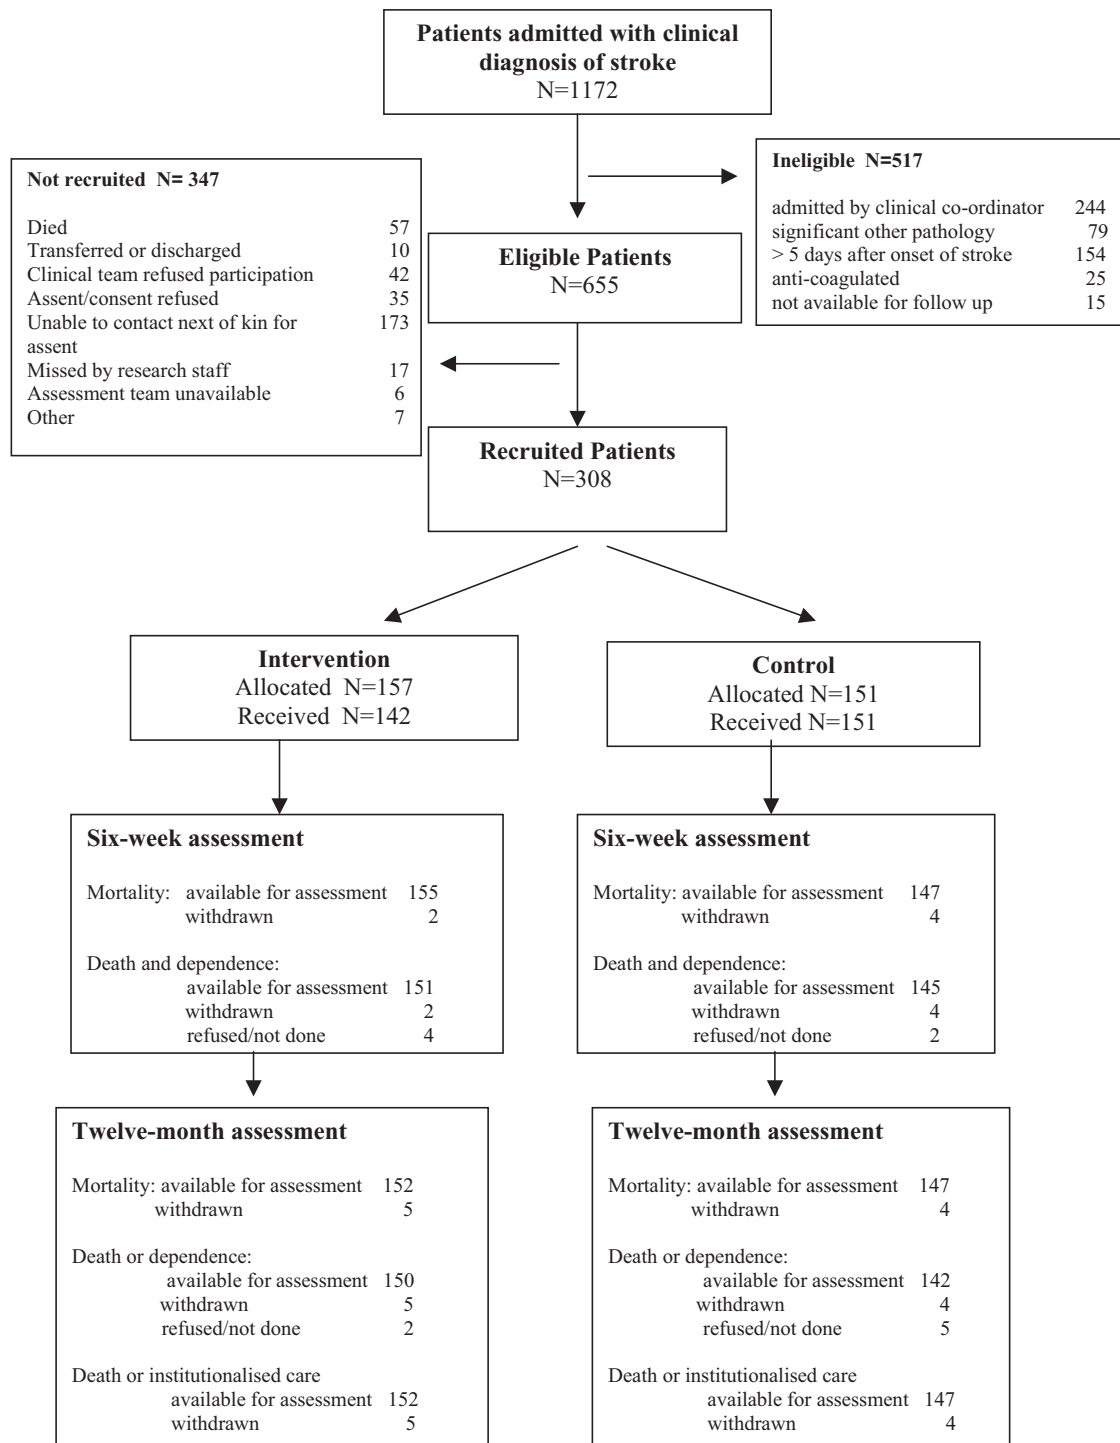 Patients admitted with clinical
diagnosis of stroke
N=1172
Not recruited N= 347
Died 57
Transferred or discharged 10
Clinical team refused participation 42
Assent/consent refused 35
Unable to contact next of kin for 173
assent
Missed by research staff 17
Assessment team unavailable 6
Other 7
Ineligible N=517
admitted by clinical co-ordinator 244
significant other pathology 79
> 5 days after onset of stroke 154
anti-coagulated 25
not available for follow up 15
Eligible Patients
N=655
Recruited Patients
N=308
Intervention
Allocated N=157
Received N=142
Control
Allocated N=151
Received N=151
Six-week assessment
Mortality: available for assessment 155
withdrawn 2
Death and dependence:
available for assessment 151
withdrawn 2
refused/not done 4
Six-week assessment
Mortality: available for assessment 147
withdrawn 4
Death and dependence:
available for assessment 145
withdrawn 4
refused/not done 2
Twelve-month assessment
Mortality: available for assessment 152
withdrawn 5
Death or dependence:
available for assessment 150
withdrawn 5
refused/not done 2
Death or institutionalised care
available for assessment 152
withdrawn 5
Twelve-month assessment
Mortality: available for assessment 147
withdrawn 4
Death or dependence:
available for assessment 142
withdrawn 4
refused/not done 5
Death or institutionalised care
available for assessment 147
withdrawn 4